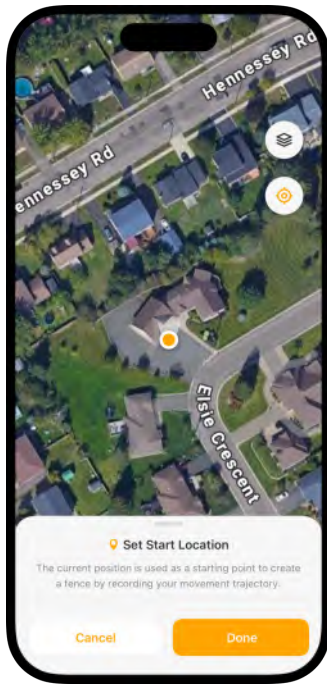 Hennessey Rd
ennessey Rd
Elsie Crescent
Set Start Location
The current position is used as a starting point to create
a fence by recording your movement trajectory.
Cancel
Done